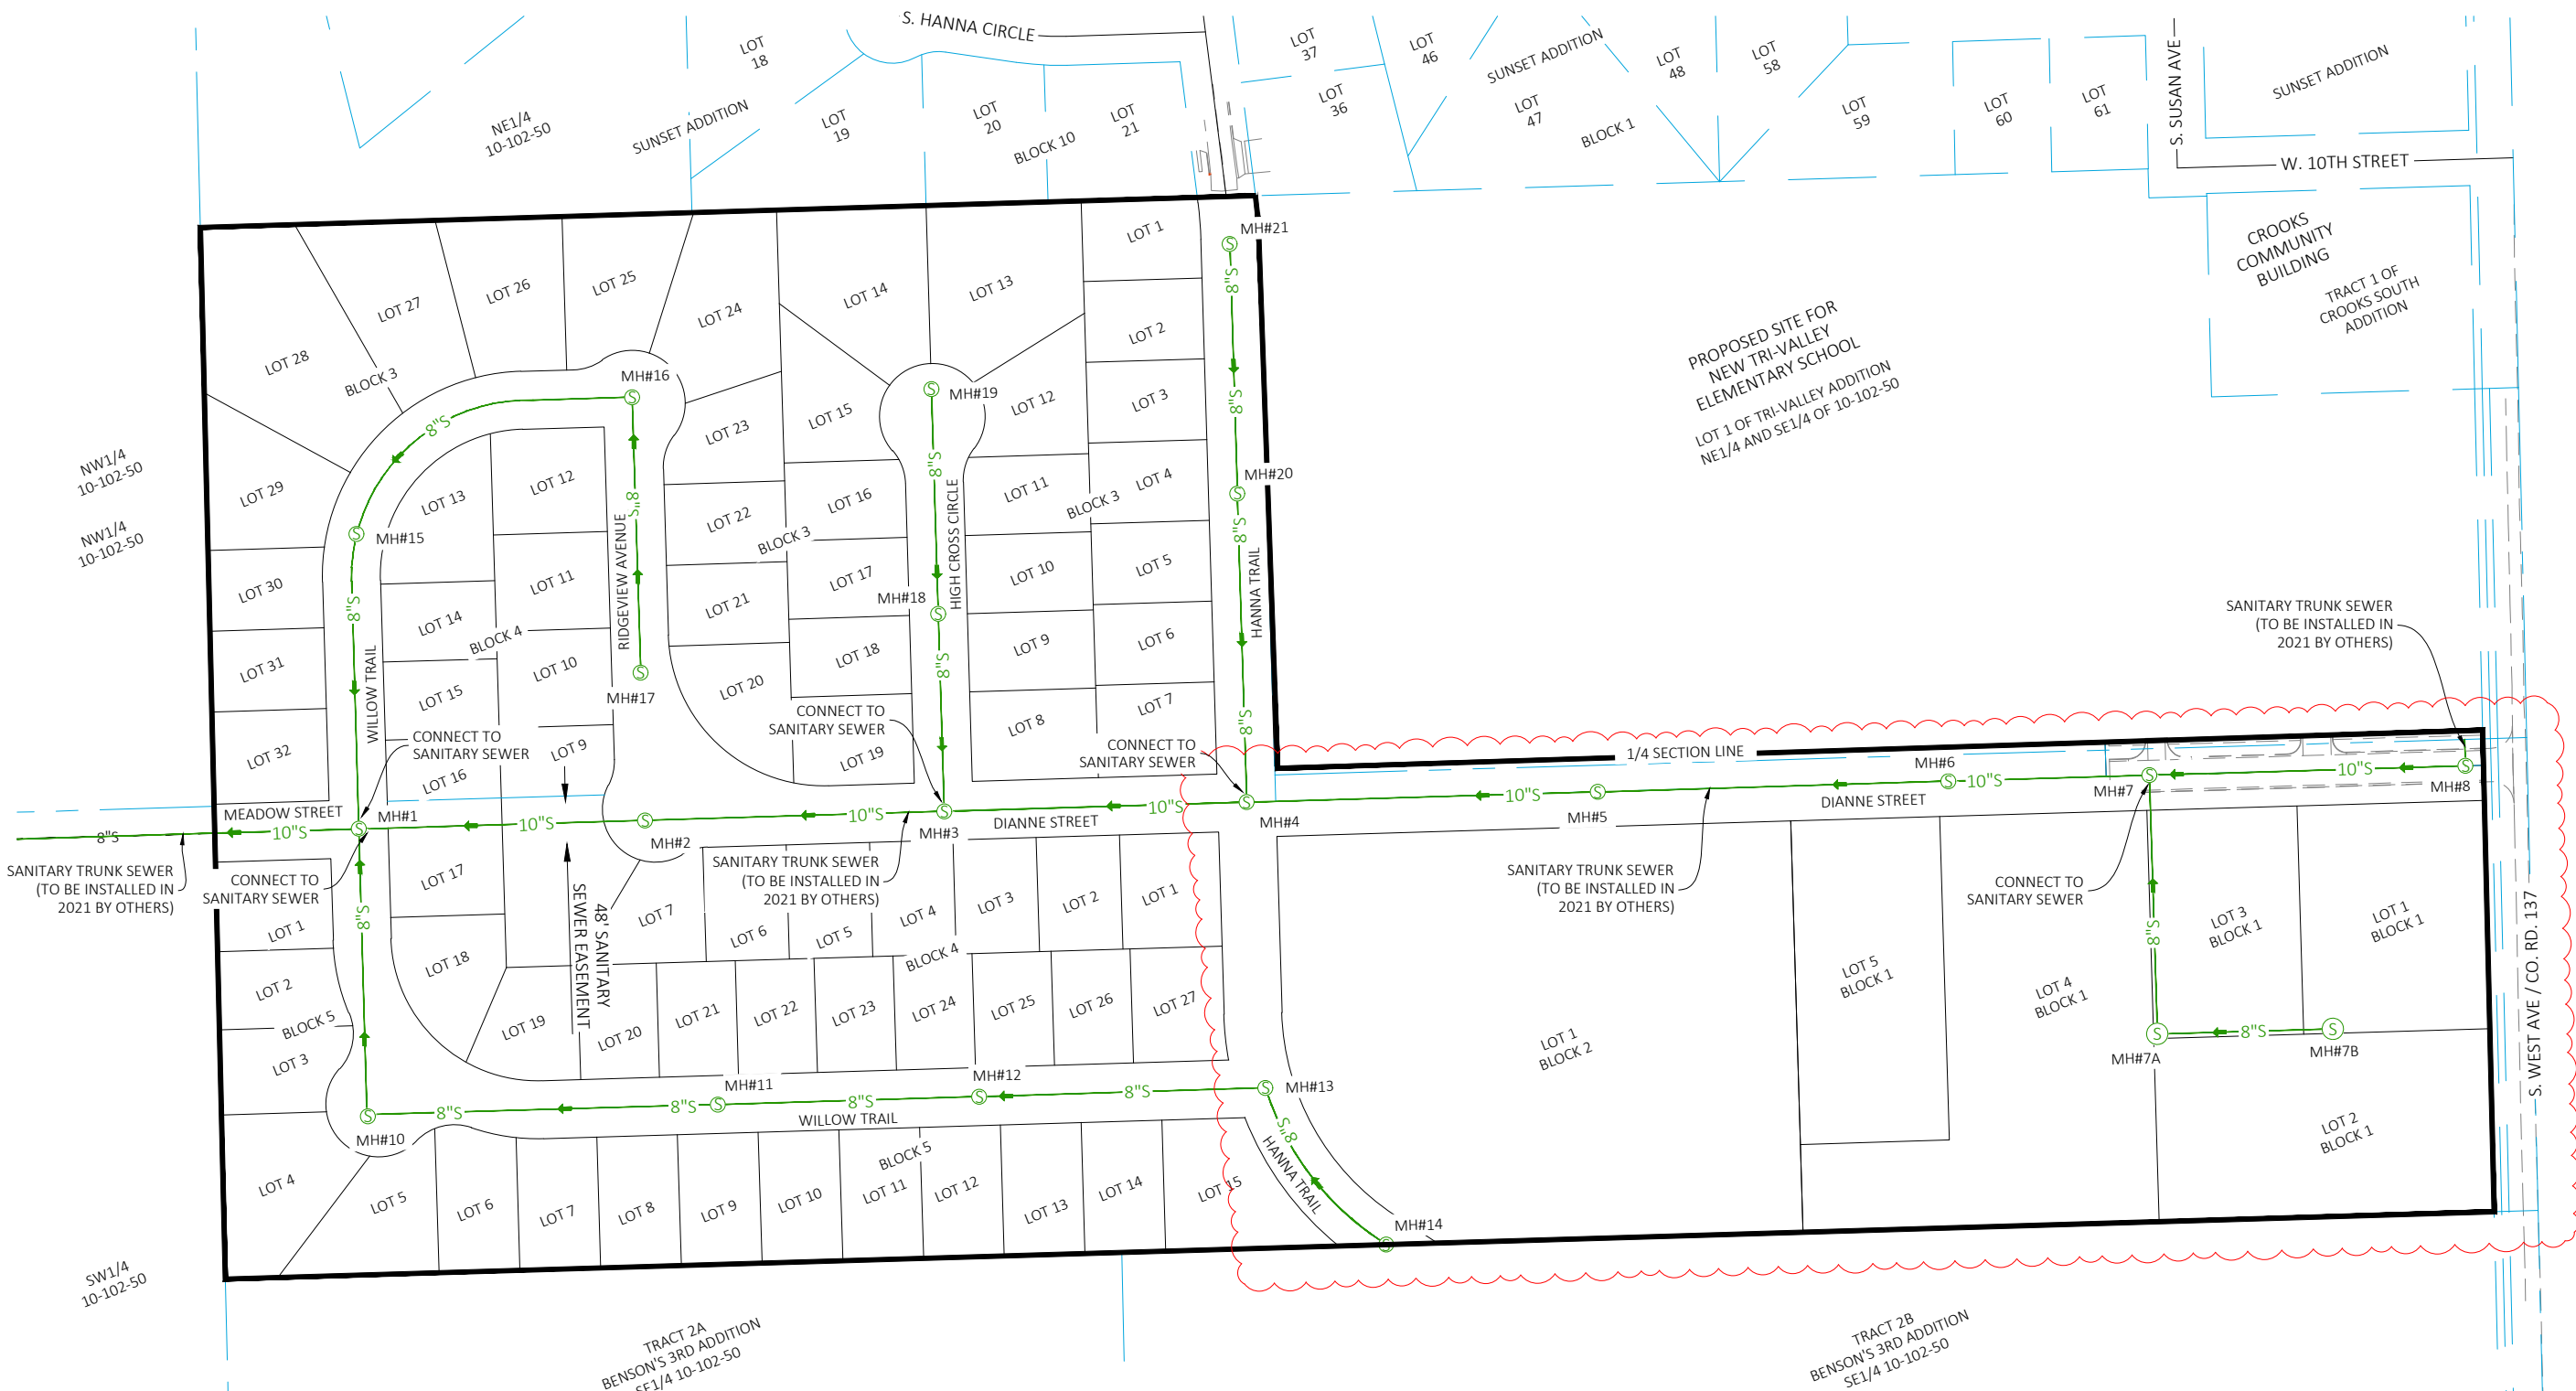 S. HANNA CIRCLE
LOT
18
LOT
37
LOT
46
SUNSET ADDITION
LOT
48
LOT
58
S. SUSAN AVE
SUNSET ADDITION
NE1/4
10-102-50
SUNSET ADDITION
LOT
19
LOT
20
BLOCK 10
LOT
21
LOT
36
LOT
47
BLOCK 1
LOT
59
LOT
60
LOT
61
W. 10TH STREET
CROOKS
COMMUNITY
BUILDING
TRACT 1 OF
CROOKS SOUTH
ADDITION
PROPOSED SITE FOR
NEW TRI-VALLEY
ELEMENTARY SCHOOL
LOT 1 OF TRI-VALLEY ADDITION
NE1/4 AND SE1/4 OF 10-102-50
NW1/4
10-102-50
NW1/4
10-102-50
LOT 28
LOT 27
LOT 26
LOT 25
LOT 24
LOT 14
LOT 13
LOT 1
MH#21
8"S
BLOCK 3
MH#16
MH#19
LOT 2
8"S
LOT 23
LOT 15
LOT 12
LOT 3
8"S
LOT 29
LOT 13
LOT 12
8"S
LOT 22
LOT 16
8"S
LOT 11
BLOCK 3
LOT 4
MH#20
MH#15
BLOCK 3
8"S
LOT 30
LOT 14
LOT 11
RIDGEVIEW AVENUE
LOT 21
LOT 17
MH#18
HIGH CROSS CIRCLE
LOT 10
LOT 5
HANNA TRAIL
8"S
BLOCK 4
LOT 31
WILLOW TRAIL
LOT 15
LOT 10
MH#17
LOT 20
LOT 18
8"S
LOT 9
LOT 6
LOT 32
LOT 16
LOT 9
LOT 19
LOT 8
LOT 7
8"S
CONNECT TO
SANITARY SEWER
CONNECT TO
SANITARY SEWER
CONNECT TO
SANITARY SEWER
1/4 SECTION LINE
SANITARY TRUNK SEWER
(TO BE INSTALLED IN
2021 BY OTHERS)
MEADOW STREET
MH#1
8"S
10"S
10"S
MH#2
10"S
MH#3
DIANNE STREET
10"S
MH#4
10"S
MH#5
MH#6
10"S
DIANNE STREET
MH#7
10"S
MH#8
SANITARY TRUNK SEWER
(TO BE INSTALLED IN
2021 BY OTHERS)
CONNECT TO
SANITARY SEWER
SANITARY TRUNK SEWER
(TO BE INSTALLED IN
2021 BY OTHERS)
SANITARY TRUNK SEWER
(TO BE INSTALLED IN
2021 BY OTHERS)
CONNECT TO
SANITARY SEWER
48' SANITARY
SEWER EASEMENT
LOT 17
LOT 18
LOT 7
LOT 6
LOT 5
LOT 4
LOT 3
LOT 2
LOT 1
BLOCK 4
LOT 19
LOT 20
LOT 21
LOT 22
LOT 23
LOT 24
LOT 25
LOT 26
LOT 27
LOT 1
LOT 2
BLOCK 5
LOT 3
8"S
LOT 4
MH#10
8"S
8"S
MH#11
8"S
WILLOW TRAIL
MH#12
8"S
MH#13
8"S
HANNA TRAIL
MH#14
LOT 5
LOT 6
LOT 7
LOT 8
LOT 9
LOT 10
BLOCK 5
LOT 11
LOT 12
LOT 13
LOT 14
LOT 15
LOT 1
BLOCK 2
LOT 5
BLOCK 1
LOT 4
BLOCK 1
8"S
LOT 3
BLOCK 1
LOT 1
BLOCK 1
MH#7A
8"S
MH#7B
LOT 2
BLOCK 1
S. WEST AVE / CO. RD. 137
SW1/4
10-102-50
TRACT 2A
BENSON'S 3RD ADDITION
SE1/4 10-102-50
TRACT 2B
BENSON'S 3RD ADDITION
SE1/4 10-102-50